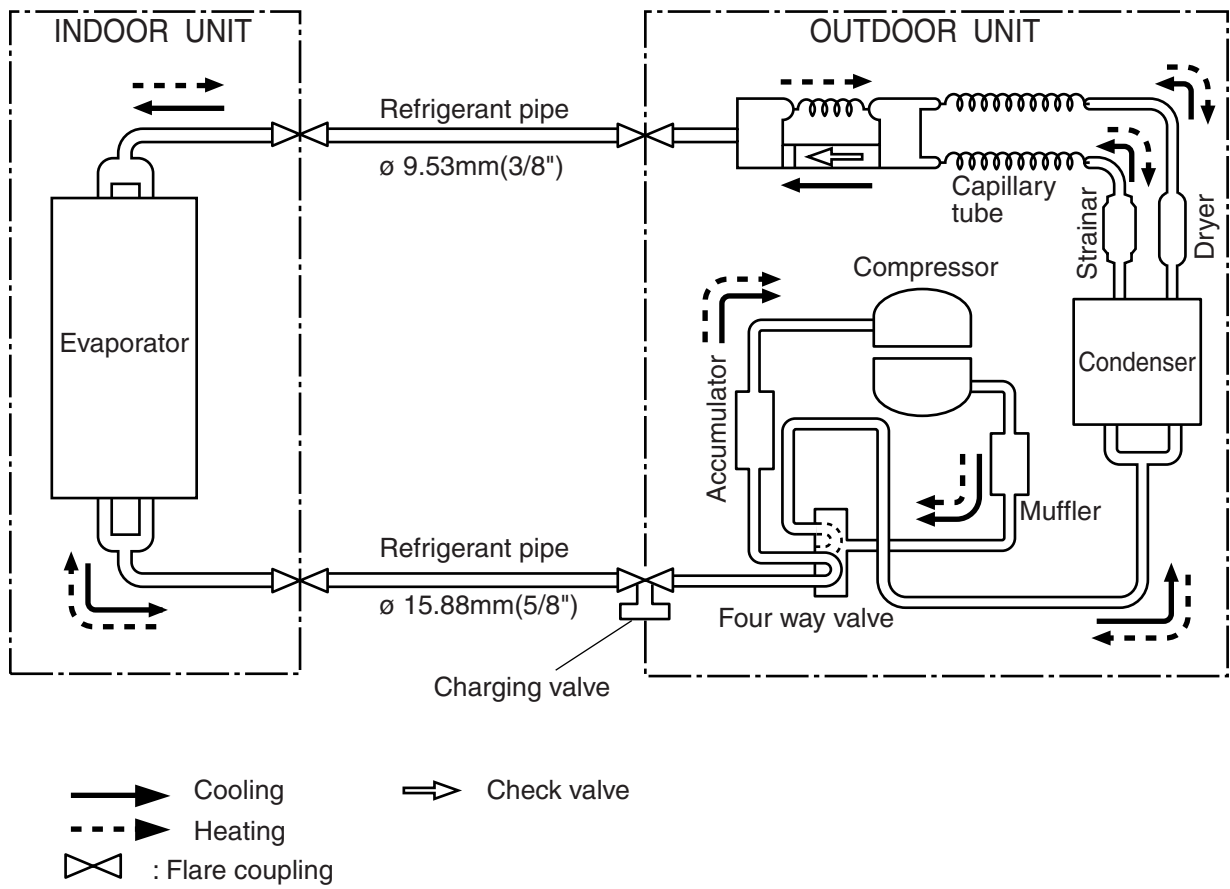 INDOOR UNIT
OUTDOOR UNIT
Refrigerant pipe
ø 9.53mm(3/8")
Capillary
tube
Strainar
Dryer
Compressor
Evaporator
Condenser
Accumulator
Muffler
Refrigerant pipe
ø 15.88mm(5/8")
Four way valve
Charging valve
Cooling
Check valve
Heating
: Flare coupling